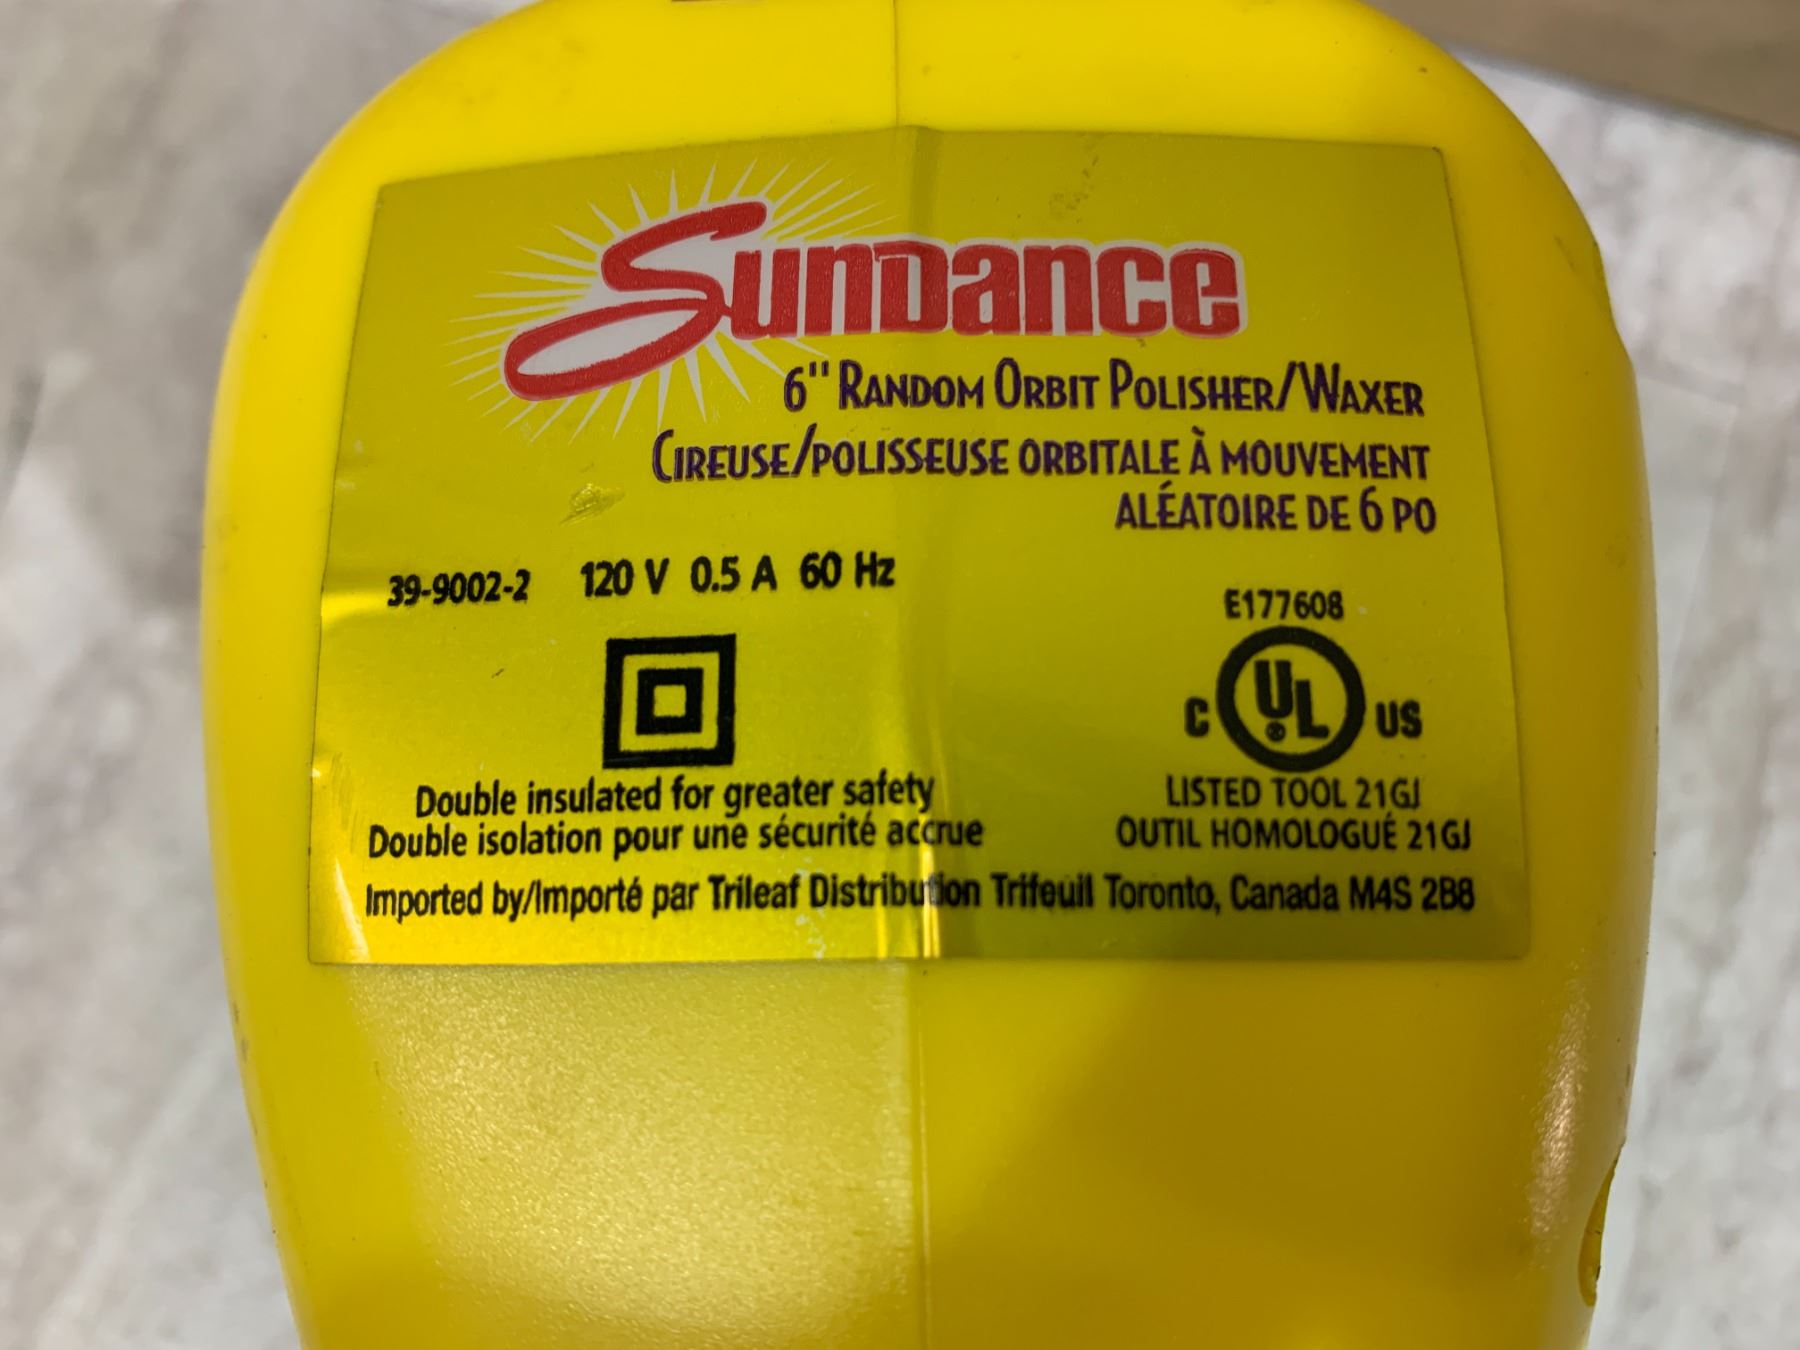 Sundance
6" Random Orbit Polisher/Waxer
Cireuse/polisseuse orbitale à mouvement
aléatoire de 6 po
39-9002-2 120 V 0.5 A 60 Hz
E177608
C UL ® US
Double insulated for greater safety
Double isolation pour une sécurité accrue
LISTED TOOL 21GJ
OUTIL HOMOLOGUÉ 21GJ
Imported by/Importé par Trileaf Distribution Trifeuil Toronto, Canada M4S 2B8